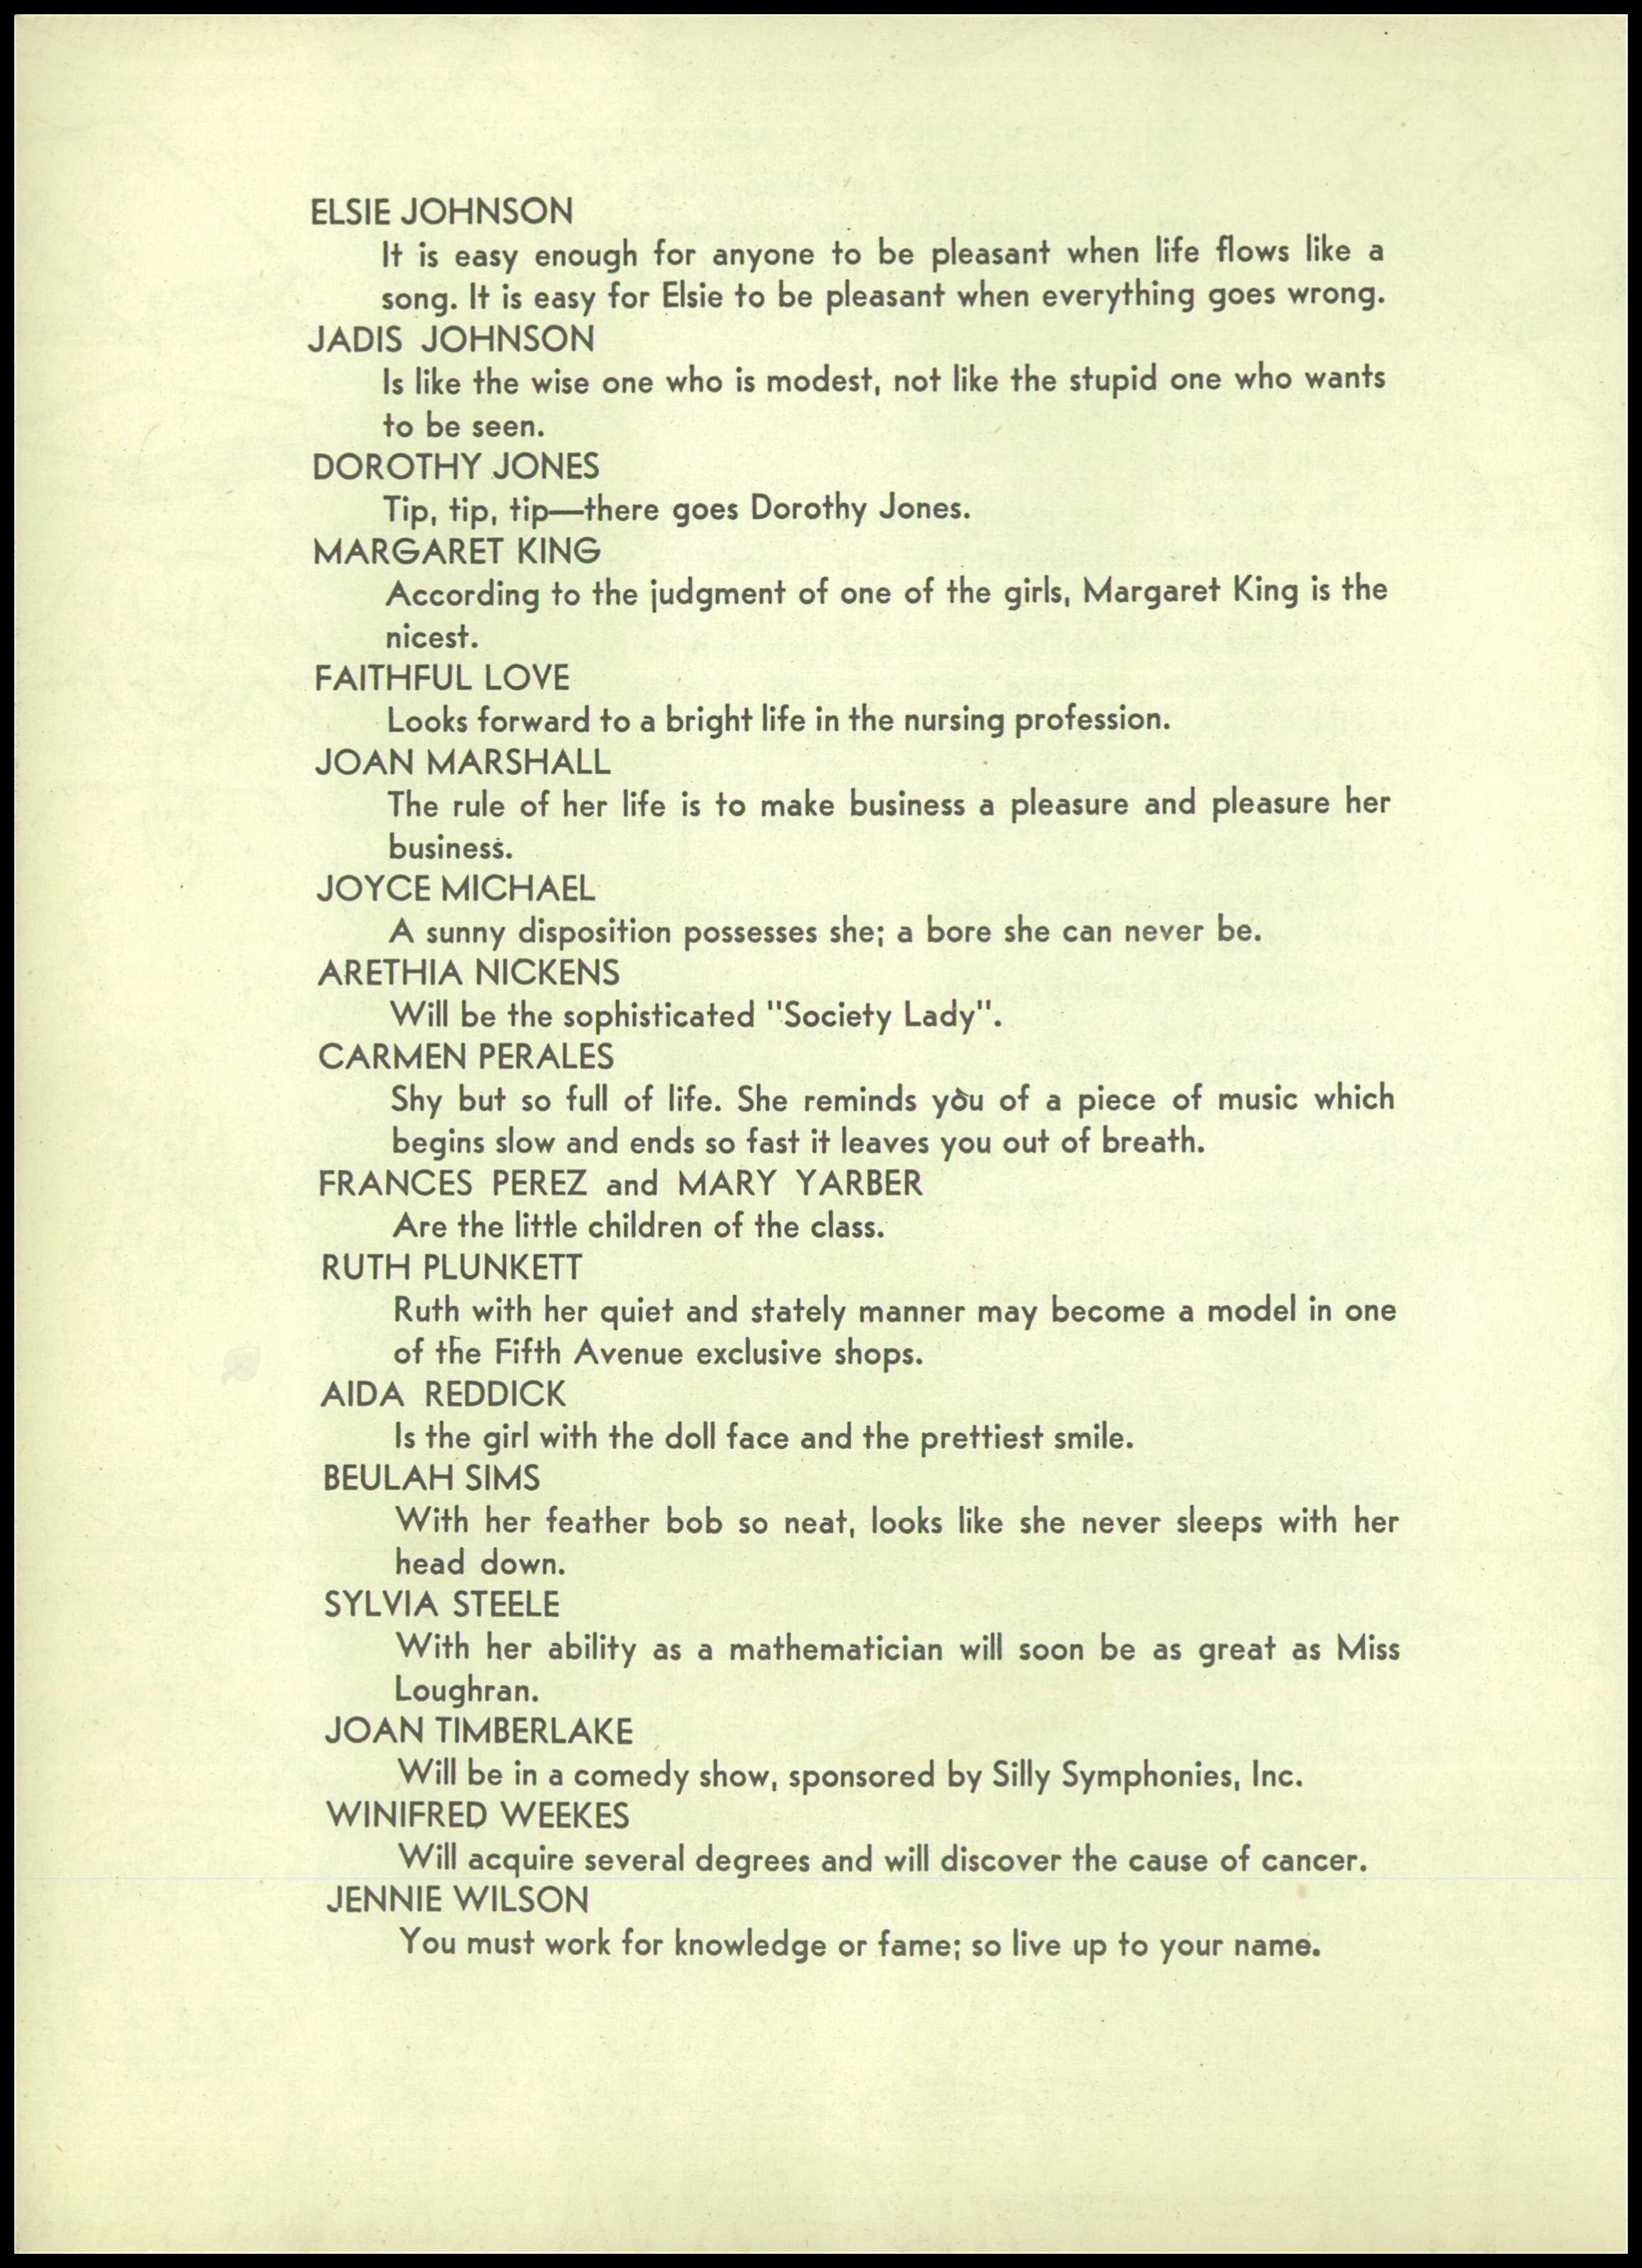 ELSIE JOHNSON
It is easy enough for anyone to be pleasant when life flows like a
song. It is easy for Elsie to be pleasant when everything goes wrong.
JADIS JOHNSON
Is like the wise one who is modest, not like the stupid one who wants
to be seen.
DOROTHY JONES
Tip, tip, tip—there goes Dorothy Jones.
MARGARET KING
According to the judgment of one of the girls, Margaret King is the
nicest.
FAITHFUL LOVE
Looks forward to a bright life in the nursing profession.
JOAN MARSHALL
The rule of her life is to make business a pleasure and pleasure her
business.
JOYCE MICHAEL
A sunny disposition possesses she; a bore she can never be.
ARETHIA NICKENS
Will be the sophisticated "Society Lady".
CARMEN PERALES
Shy but so full of life. She reminds you of a piece of music which
begins slow and ends so fast it leaves you out of breath.
FRANCES PEREZ and MARY YARBER
Are the little children of the class.
RUTH PLUNKETT
Ruth with her quiet and stately manner may become a model in one
of the Fifth Avenue exclusive shops.
AIDA REDDICK
Is the girl with the doll face and the prettiest smile.
BEULAH SIMS
With her feather bob so neat, looks like she never sleeps with her
head down.
SYLVIA STEELE
With her ability as a mathematician will soon be as great as Miss
Loughran.
JOAN TIMBERLAKE
Will be in a comedy show, sponsored by Silly Symphonies, Inc.
WINIFRED WEEKES
Will acquire several degrees and will discover the cause of cancer.
JENNIE WILSON
You must work for knowledge or fame; so live up to your name.